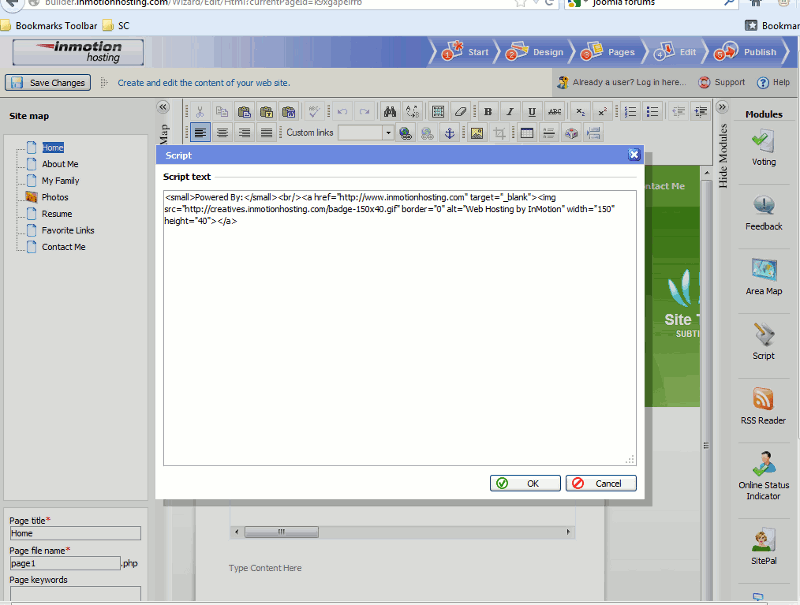 builder.inmotionhosting.com/Wizard/Edit/Html?currentPageId=
Joomla forums
Bookmarks Toolbar
SC
Bookmar
inmotion
hosting
1 Start
2 Design
3 Pages
4 Edit
5 Publish
Save Changes
Create and edit the content of your web site.
Already a user? Log in here...
Support
Help
Site map
Map
Custom links
B I U ABC
Hide Modules
Modules
Home
About Me
My Family
Photos
Resume
Favorite Links
Contact Me
Script
Script text
<small>Powered By:</small><br/><a href="http://www.inmotionhosting.com" target="_blank"><img
src="http://creatives.inmotionhosting.com/badge-150x40.gif" border="0" alt="Web Hosting by InMotion" width="150"
height="40"></a>
OK
Cancel
ntact Me
Site T
SUBTI
Voting
Feedback
Area Map
Script
RSS Reader
Online Status
Indicator
SitePal
Page title*
Home
Page file name*
page1
.php
Page keywords
Type Content Here